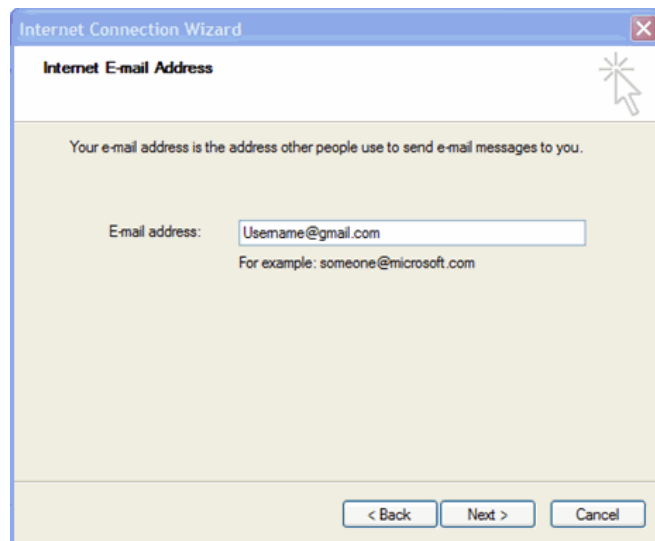 Internet Connection Wizard
Internet E-mail Address
Your e-mail address is the address other people use to send e-mail messages to you.
E-mail address: Username@gmail.com
For example: someone@microsoft.com
< Back Next > Cancel